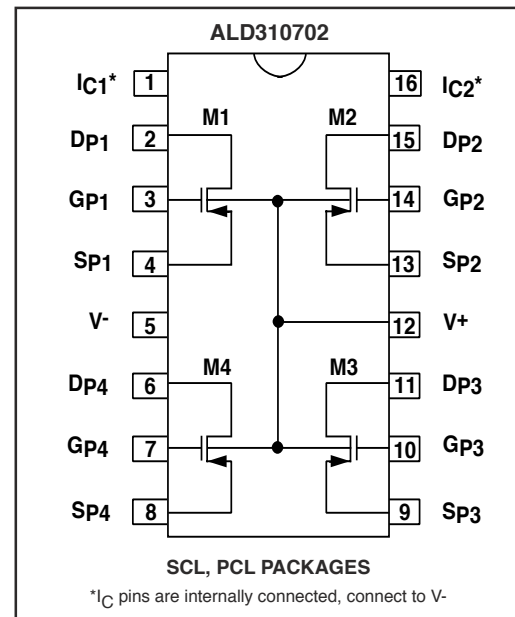 ALD310702
IC1* 1 16 IC2*
M1 M2
DP1 2 15 DP2
GP1 3 14 GP2
SP1 4 13 SP2
V- 5 12 V+
M4 M3
DP4 6 11 DP3
GP4 7 10 GP3
SP4 8 9 SP3
SCL, PCL PACKAGES
*IC pins are internally connected, connect to V-